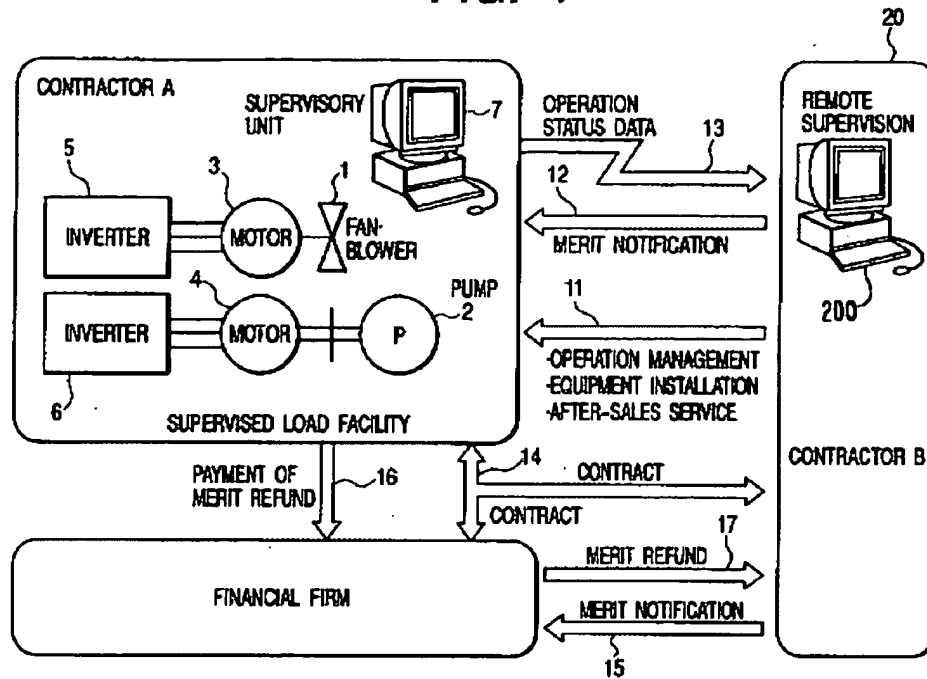 20
CONTRACTOR A
SUPERVISORY
UNIT
7
OPERATION
STATUS DATA
13
REMOTE
SUPERVISION
5
3
1
12
INVERTER
MOTOR
FAN-
BLOWER
MERIT NOTIFICATION
4
PUMP
2
11
200
INVERTER
MOTOR
P
-OPERATION MANAGEMENT
-EQUIPMENT INSTALLATION
-AFTER-SALES SERVICE
6
SUPERVISED LOAD FACILITY
CONTRACTOR B
PAYMENT OF
MERIT REFUND
16
14
CONTRACT
CONTRACT
17
MERIT REFUND
FINANCIAL FIRM
MERIT NOTIFICATION
15